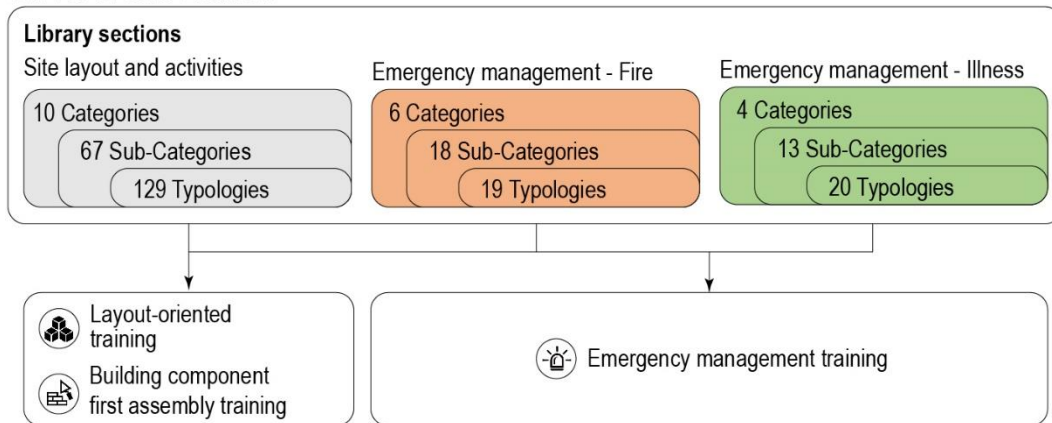 Library sections
Site layout and activities
10 Categories
67 Sub-Categories
129 Typologies
Emergency management - Fire
6 Categories
18 Sub-Categories
19 Typologies
Emergency management - Illness
4 Categories
13 Sub-Categories
20 Typologies
Layout-oriented
training
Building component
first assembly training
Emergency management training